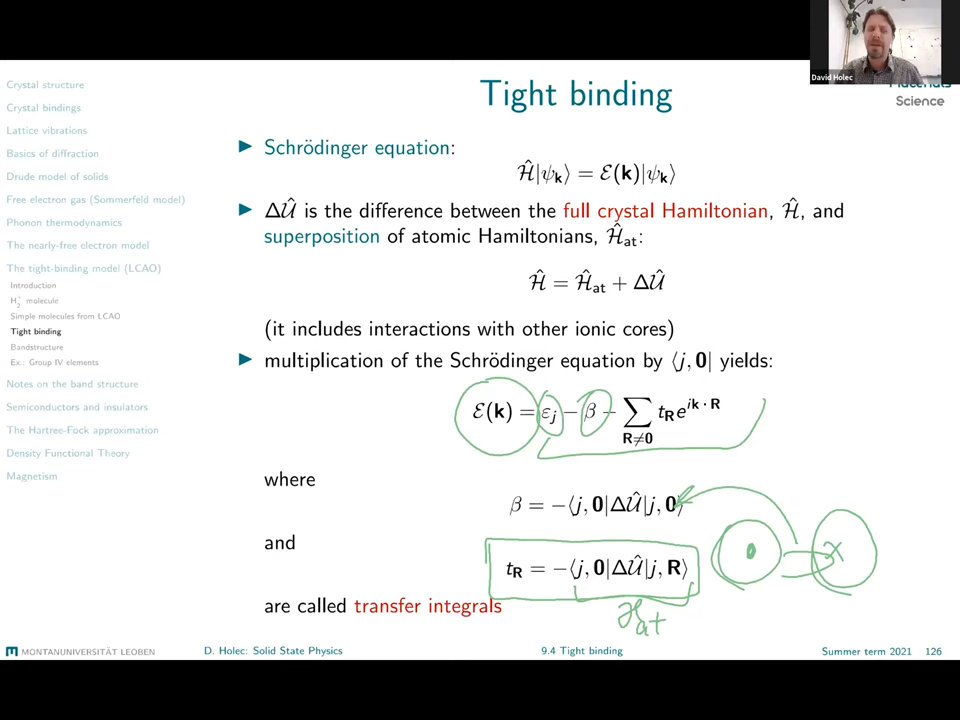 David Holec
Materials
Science
Tight binding
Crystal structure
Crystal bindings
Lattice vibrations
Basics of diffraction
Drude model of solids
Free electron gas (Sommerfeld model)
Phonon thermodynamics
The nearly-free electron model
The tight-binding model (LCAO)
Introduction
H₂⁺ molecule
Simple molecules from LCAO
Tight binding
Bandstructure
Ex.: Group IV elements
Notes on the band structure
Semiconductors and insulators
The Hartree-Fock approximation
Density Functional Theory
Magnetism
▶ Schrödinger equation:
Ĥ|ψ_k⟩ = ℰ(k)|ψ_k⟩
▶ ΔÛ is the difference between the full crystal Hamiltonian, Ĥ, and
superposition of atomic Hamiltonians, Ĥ_at:
Ĥ = Ĥ_at + ΔÛ
(it includes interactions with other ionic cores)
▶ multiplication of the Schrödinger equation by ⟨j, 0| yields:
ℰ(k) = ε_j − β − ∑_{R≠0} t_R e^{ik·R}
where
β = −⟨j, 0|ΔÛ|j, 0⟩
and
t_R = −⟨j, 0|ΔÛ|j, R⟩
ℋ_at
are called transfer integrals
MONTANUNIVERSITÄT LEOBEN
D. Holec: Solid State Physics
9.4 Tight binding
Summer term 2021 126